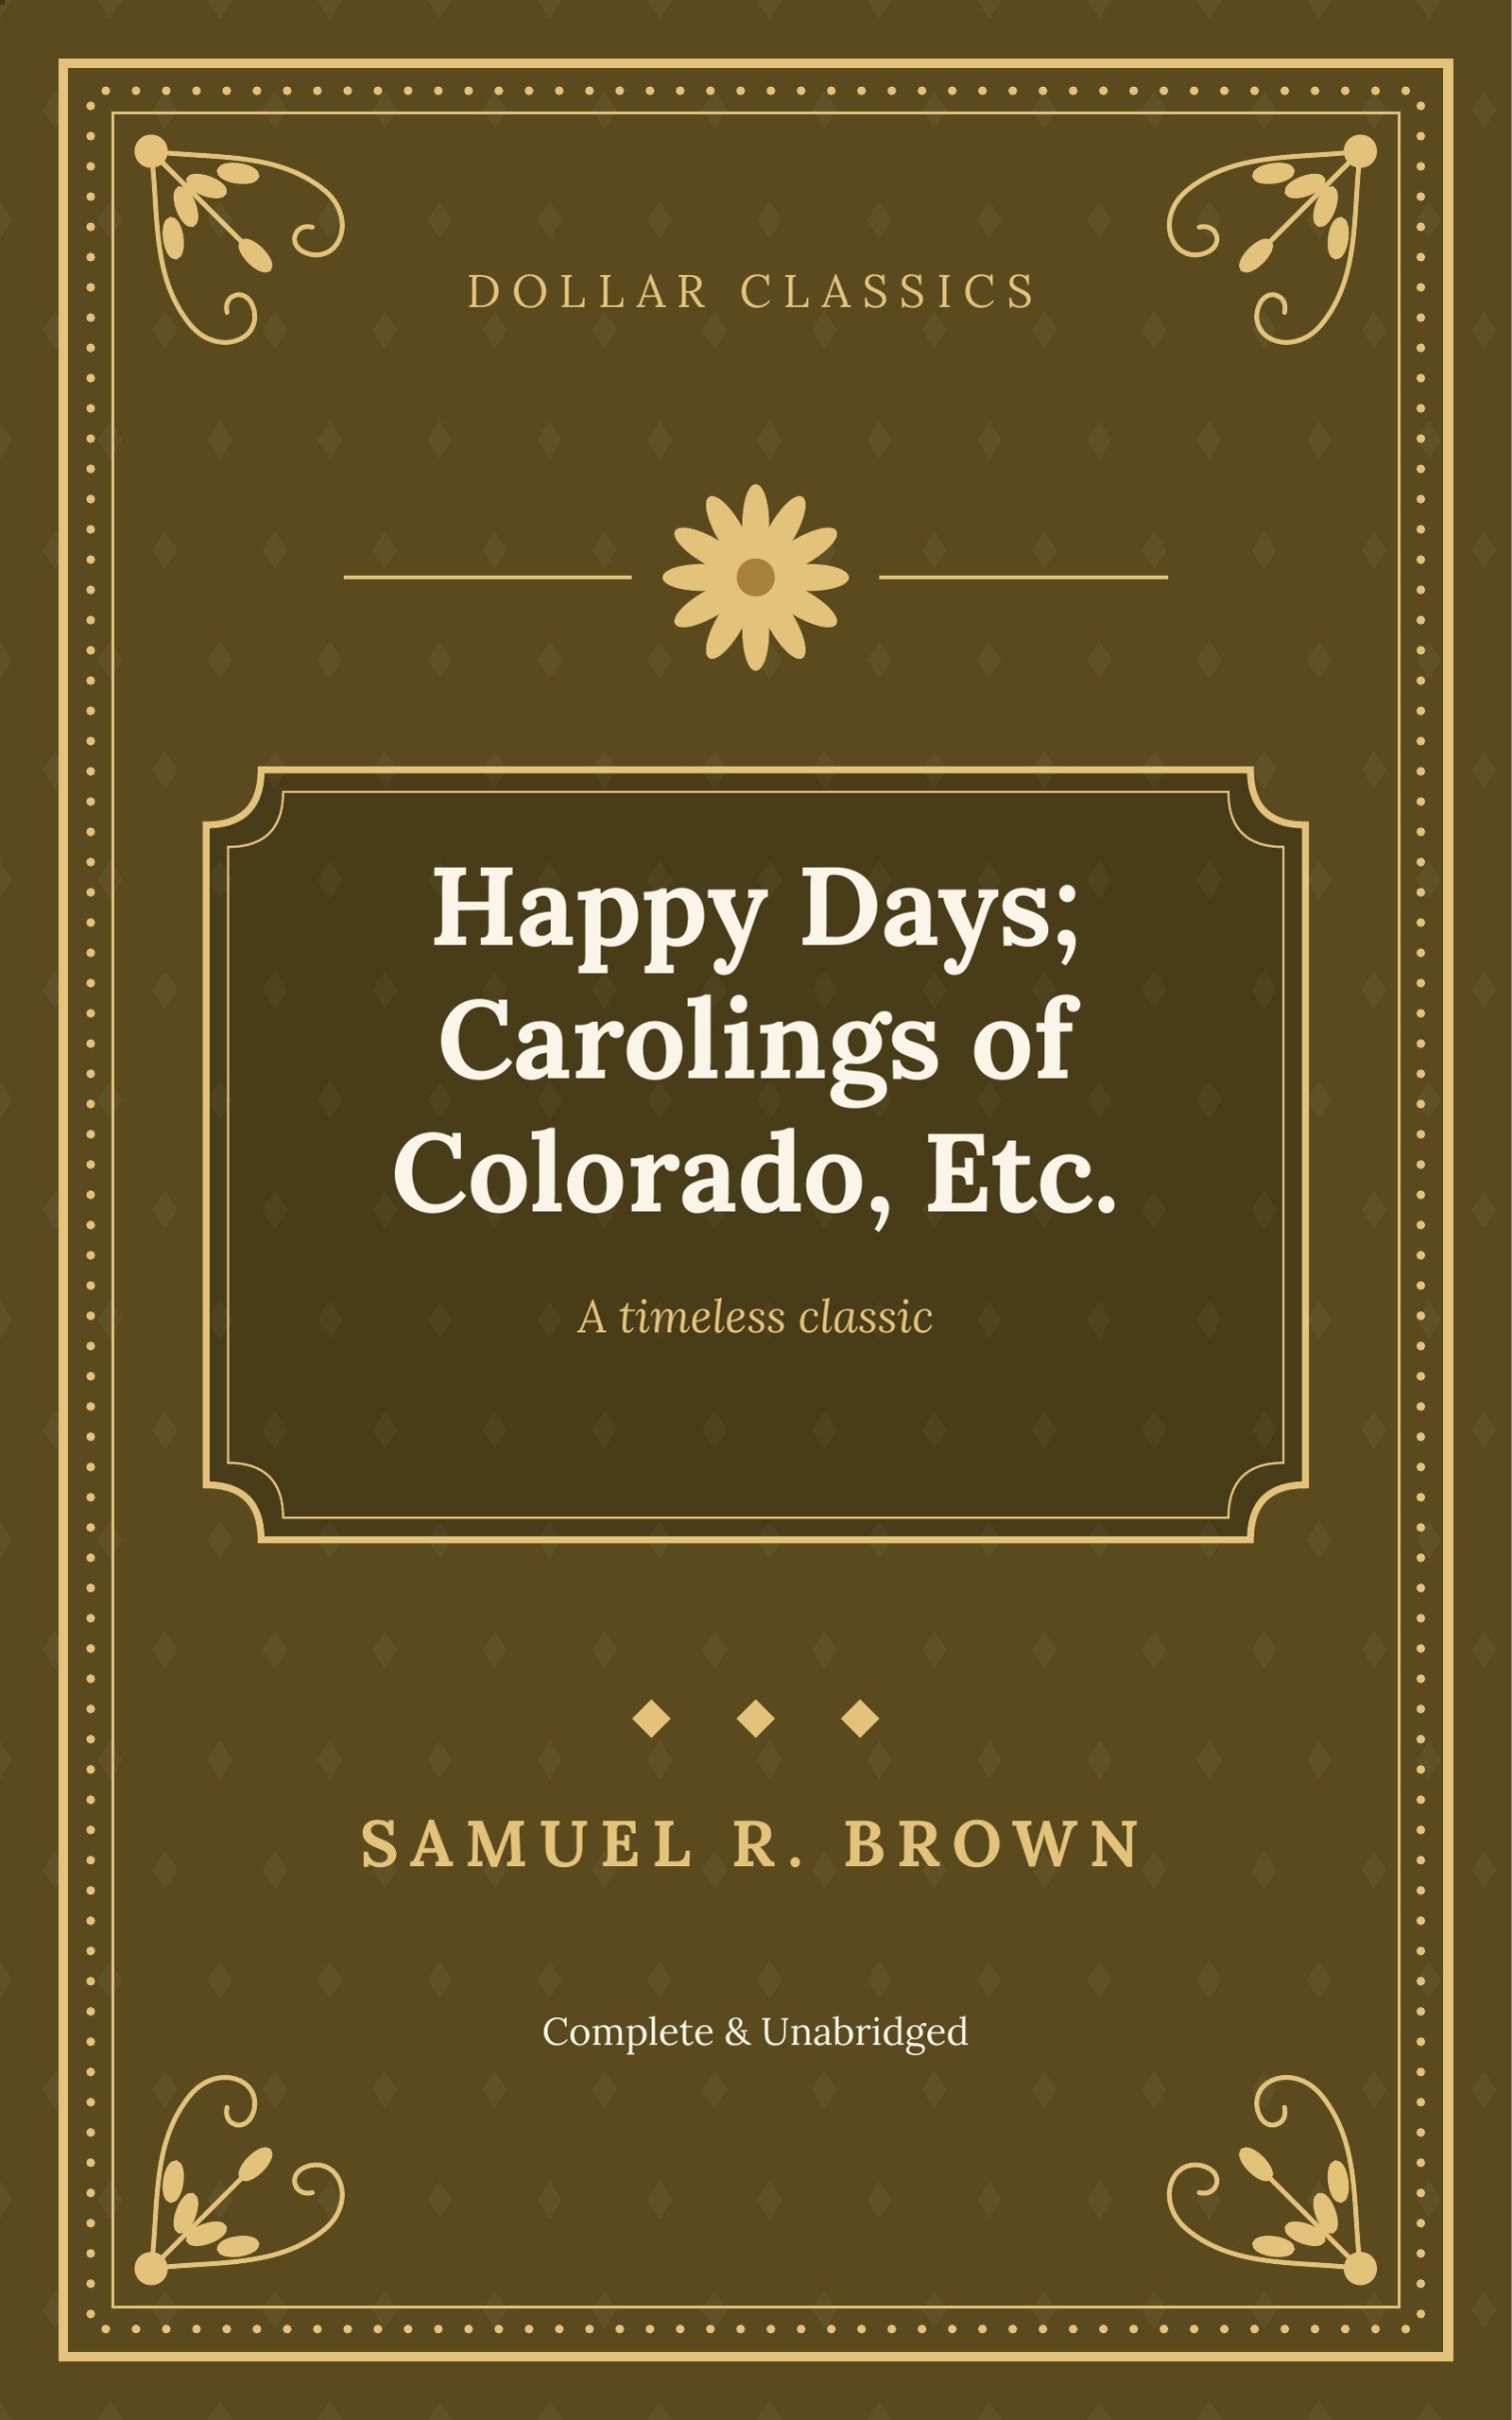 DOLLAR CLASSICS
Happy Days;
Carolings of
Colorado, Etc.
A timeless classic
SAMUEL R. BROWN
Complete & Unabridged